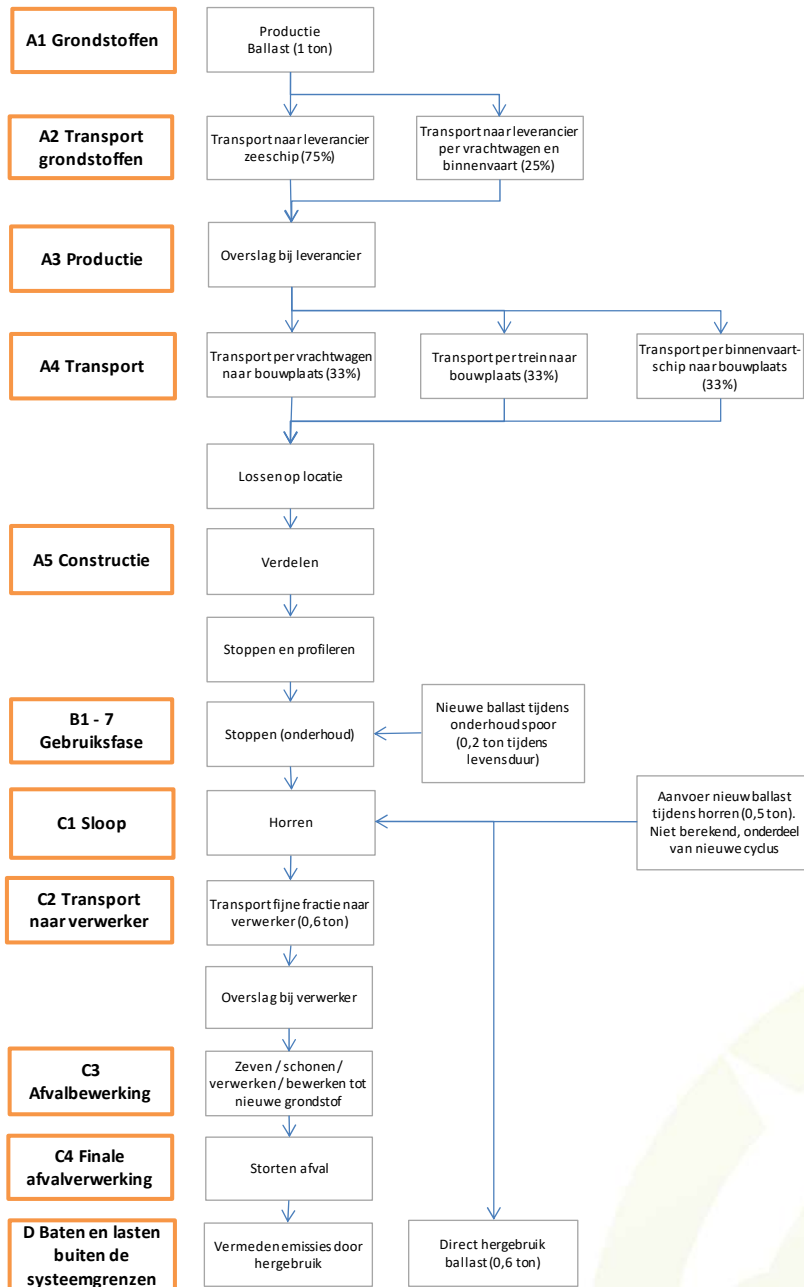 A1 Grondstoffen
Productie
Ballast (1 ton)
A2 Transport
grondstoffen
Transport naar leverancier
zeeschip (75%)
Transport naar leverancier
per vrachtwagen en
binnenvaart (25%)
A3 Productie
Overslag bij leverancier
A4 Transport
Transport per vrachtwagen
naar bouwplaats (33%)
Transport per trein naar
bouwplaats (33%)
Transport per binnenvaart-
schip naar bouwplaats
(33%)
Lossen op locatie
A5 Constructie
Verdelen
Stoppen en profileren
B1 - 7
Gebruiksfase
Stoppen (onderhoud)
Nieuwe ballast tijdens
onderhoud spoor
(0,2 ton tijdens
levensduur)
C1 Sloop
Horren
Aanvoer nieuw ballast
tijdens horren (0,5 ton).
Niet berekend, onderdeel
van nieuwe cyclus
C2 Transport
naar verwerker
Transport fijne fractie naar
verwerker (0,6 ton)
Overslag bij verwerker
C3
Afvalbewerking
Zeven / schonen /
verwerken / bewerken tot
nieuwe grondstof
C4 Finale
afvalverwerking
Storten afval
D Baten en lasten
buiten de
systeemgrenzen
Vermeden emissies door
hergebruik
Direct hergebruik
ballast (0,6 ton)